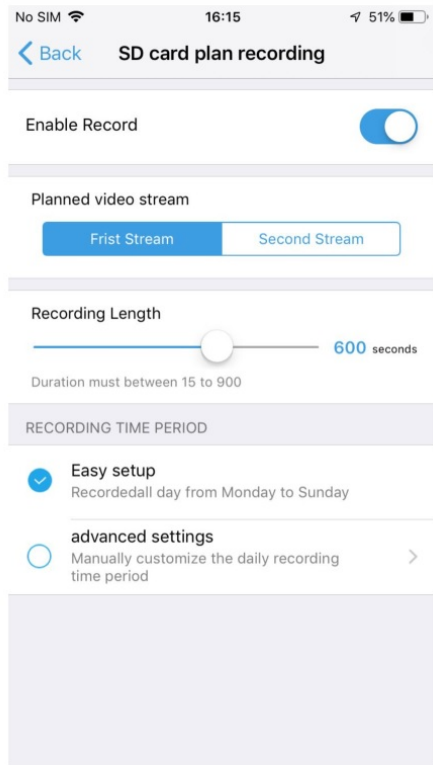 No SIM 16:15 51%
Back SD card plan recording
Enable Record
Planned video stream
Frist Stream Second Stream
Recording Length
600 seconds
Duration must between 15 to 900
RECORDING TIME PERIOD
Easy setup
Recordedall day from Monday to Sunday
advanced settings
Manually customize the daily recording
time period